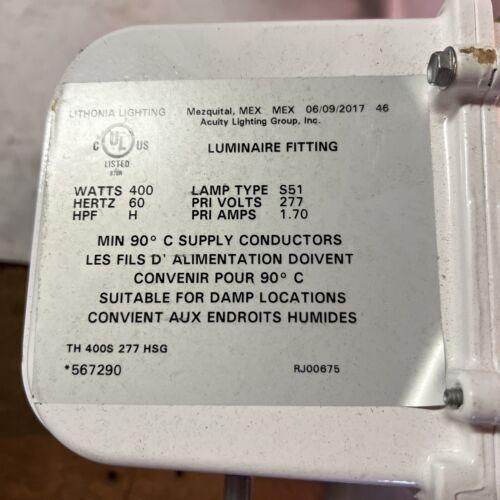 LITHONIA LIGHTING
Mezquital, MEX MEX 06/09/2017 46
Acuity Lighting Group, Inc.
C UL US
LISTED
LUMINAIRE FITTING
WATTS 400 LAMP TYPE S51
HERTZ 60 PRI VOLTS 277
HPF H PRI AMPS 1.70
MIN 90° C SUPPLY CONDUCTORS
LES FILS D' ALIMENTATION DOIVENT
CONVENIR POUR 90° C
SUITABLE FOR DAMP LOCATIONS
CONVIENT AUX ENDROITS HUMIDES
TH 400S 277 HSG
*567290 RJ00675